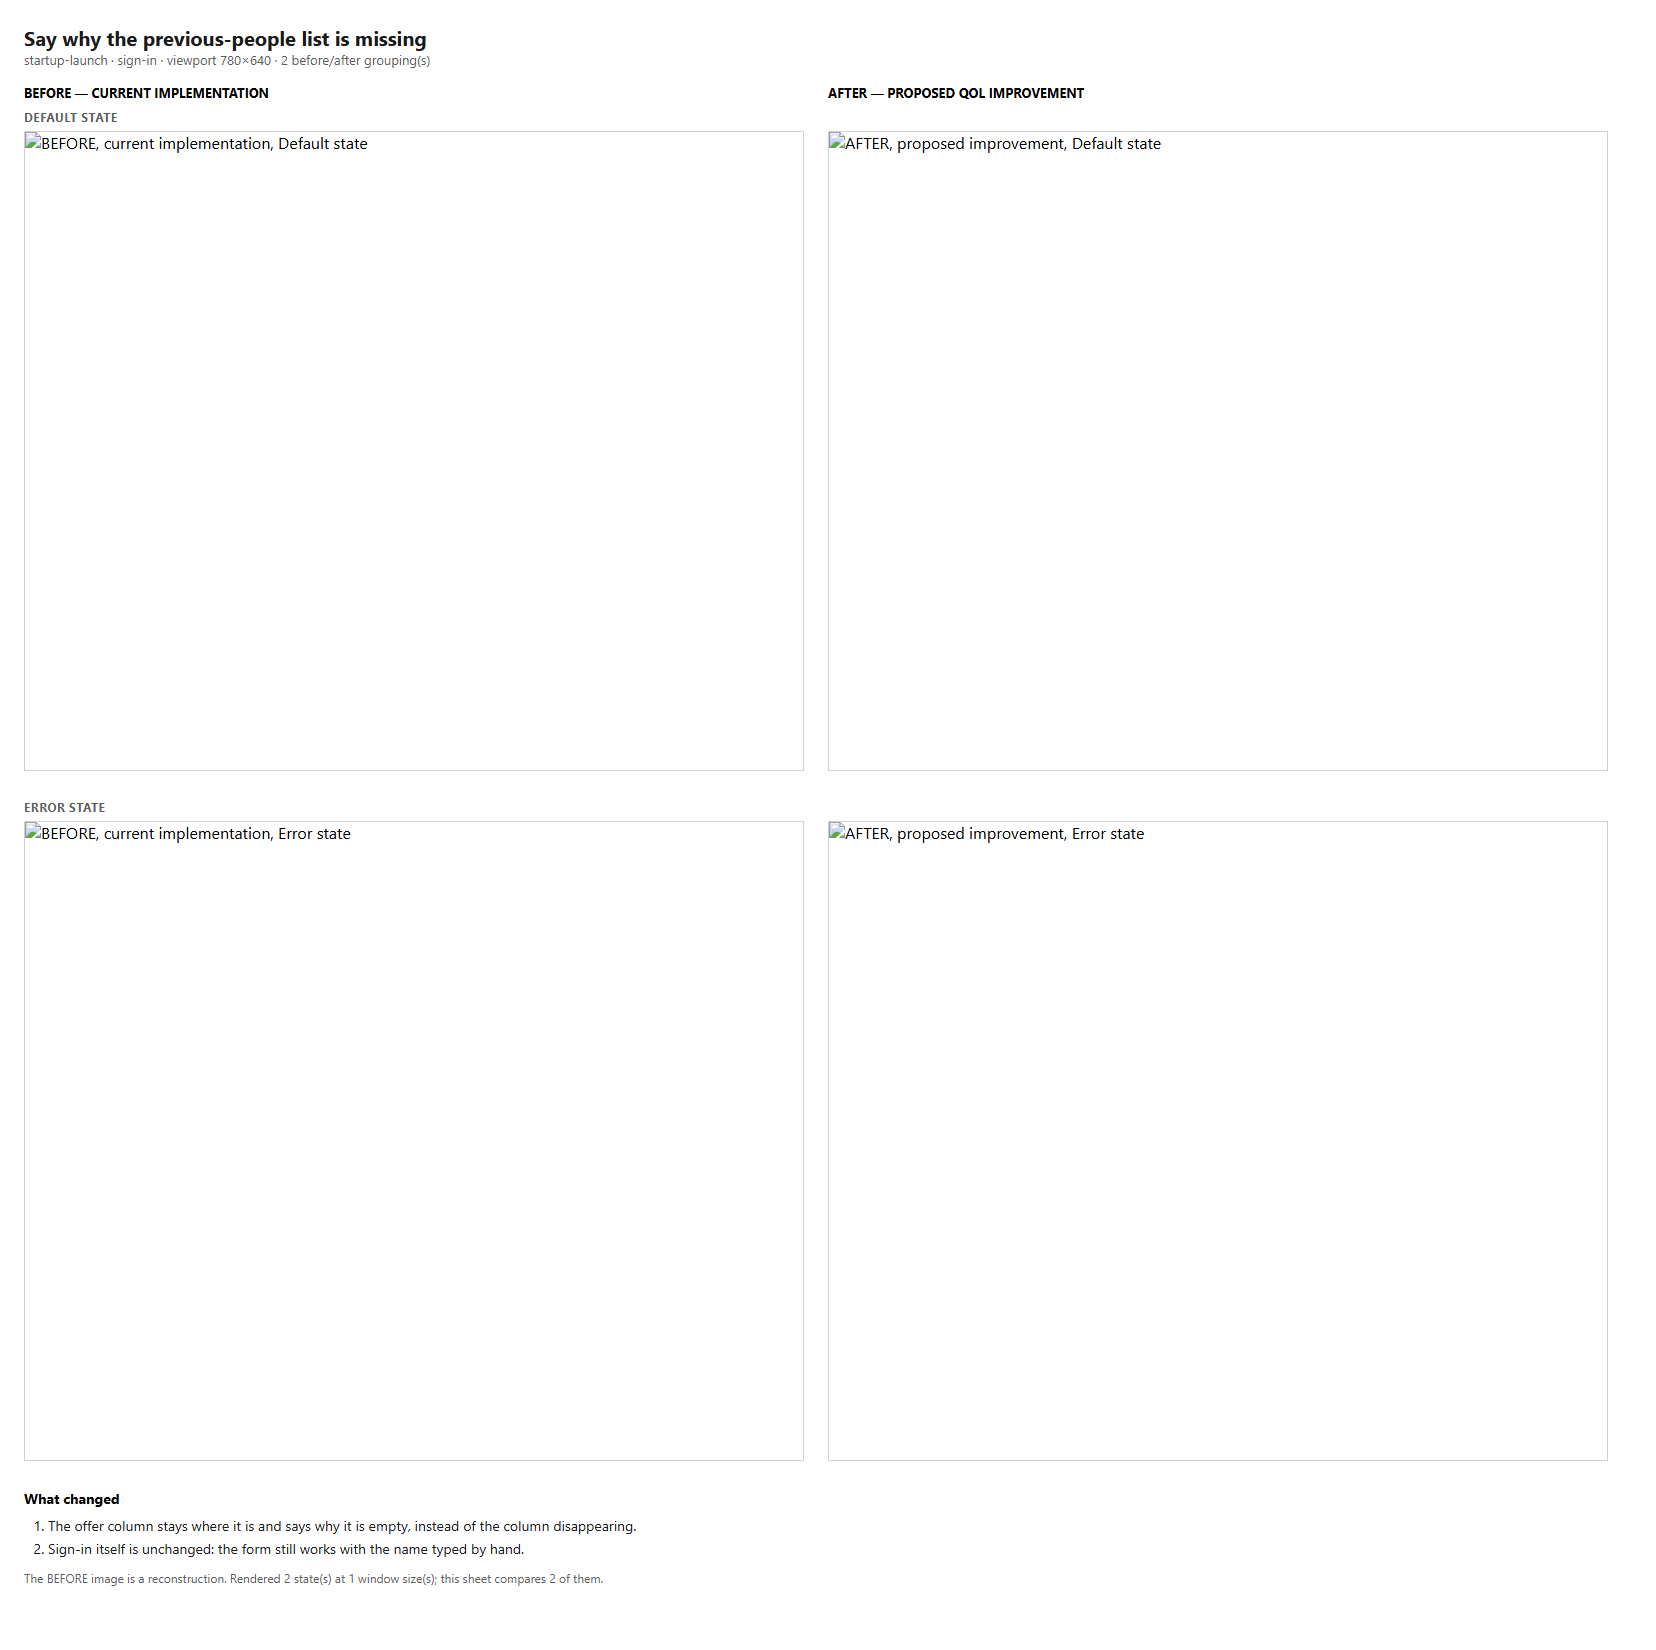 Say why the previous-people list is missing
startup-launch · sign-in · viewport 780×640 · 2 before/after grouping(s)
BEFORE — CURRENT IMPLEMENTATION
AFTER — PROPOSED QOL IMPROVEMENT
DEFAULT STATE
BEFORE, current implementation, Default state
AFTER, proposed improvement, Default state
ERROR STATE
BEFORE, current implementation, Error state
AFTER, proposed improvement, Error state
What changed
1. The offer column stays where it is and says why it is empty, instead of the column disappearing.
2. Sign-in itself is unchanged: the form still works with the name typed by hand.
The BEFORE image is a reconstruction. Rendered 2 state(s) at 1 window size(s); this sheet compares 2 of them.